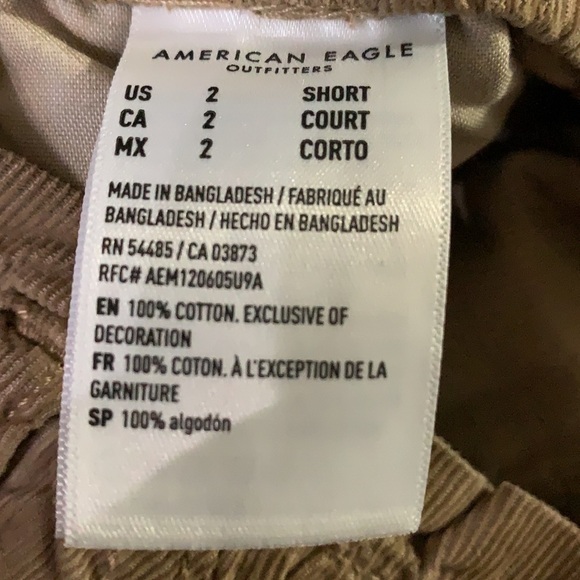 AMERICAN EAGLE
OUTFITTERS
US 2 SHORT
CA 2 COURT
MX 2 CORTO
MADE IN BANGLADESH / FABRIQUÉ AU
BANGLADESH / HECHO EN BANGLADESH
RN 54485 / CA 03873
RFC# AEM120605U9A
EN 100% COTTON. EXCLUSIVE OF
DECORATION
FR 100% COTON. À L'EXCEPTION DE LA
GARNITURE
SP 100% algodón